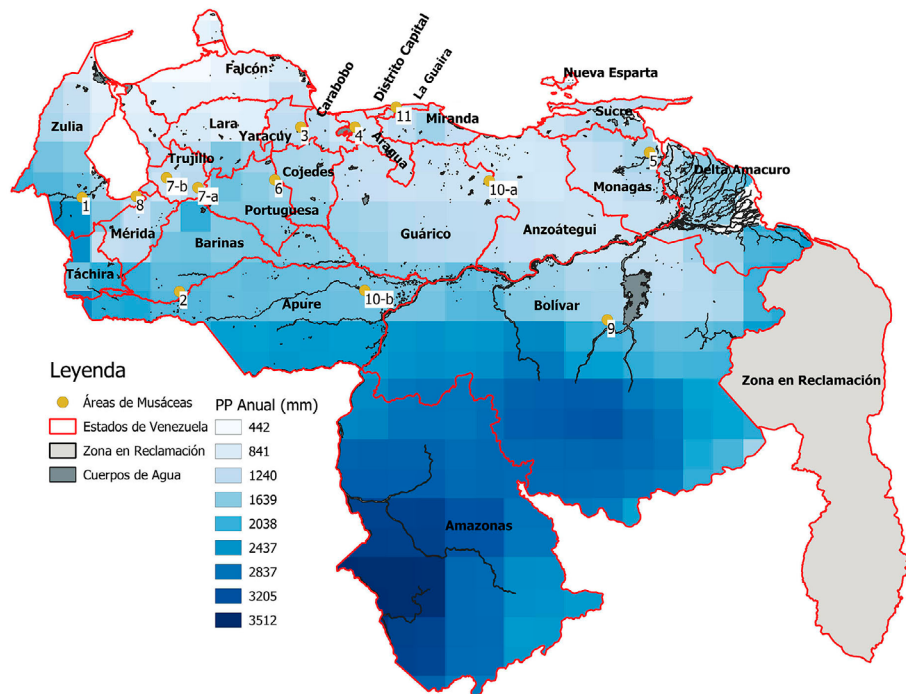 Falcón
Carabobo
Distrito Capital
La Guaira
Nueva Esparta
Zulia
Lara
Yaracuy
3
4
11
Miranda
Sucre
Aragua
Trujillo
Cojedes
5
7-b
7-a
6
10-a
Monagas
Delta Amacuro
1
8
Portuguesa
Mérida
Barinas
Guárico
Anzoátegui
Táchira
2
Apure
10-b
Bolívar
9
Zona en Reclamación
Amazonas
Leyenda
Áreas de Musáceas
Estados de Venezuela
Zona en Reclamación
Cuerpos de Agua
PP Anual (mm)
442
841
1240
1639
2038
2437
2837
3205
3512